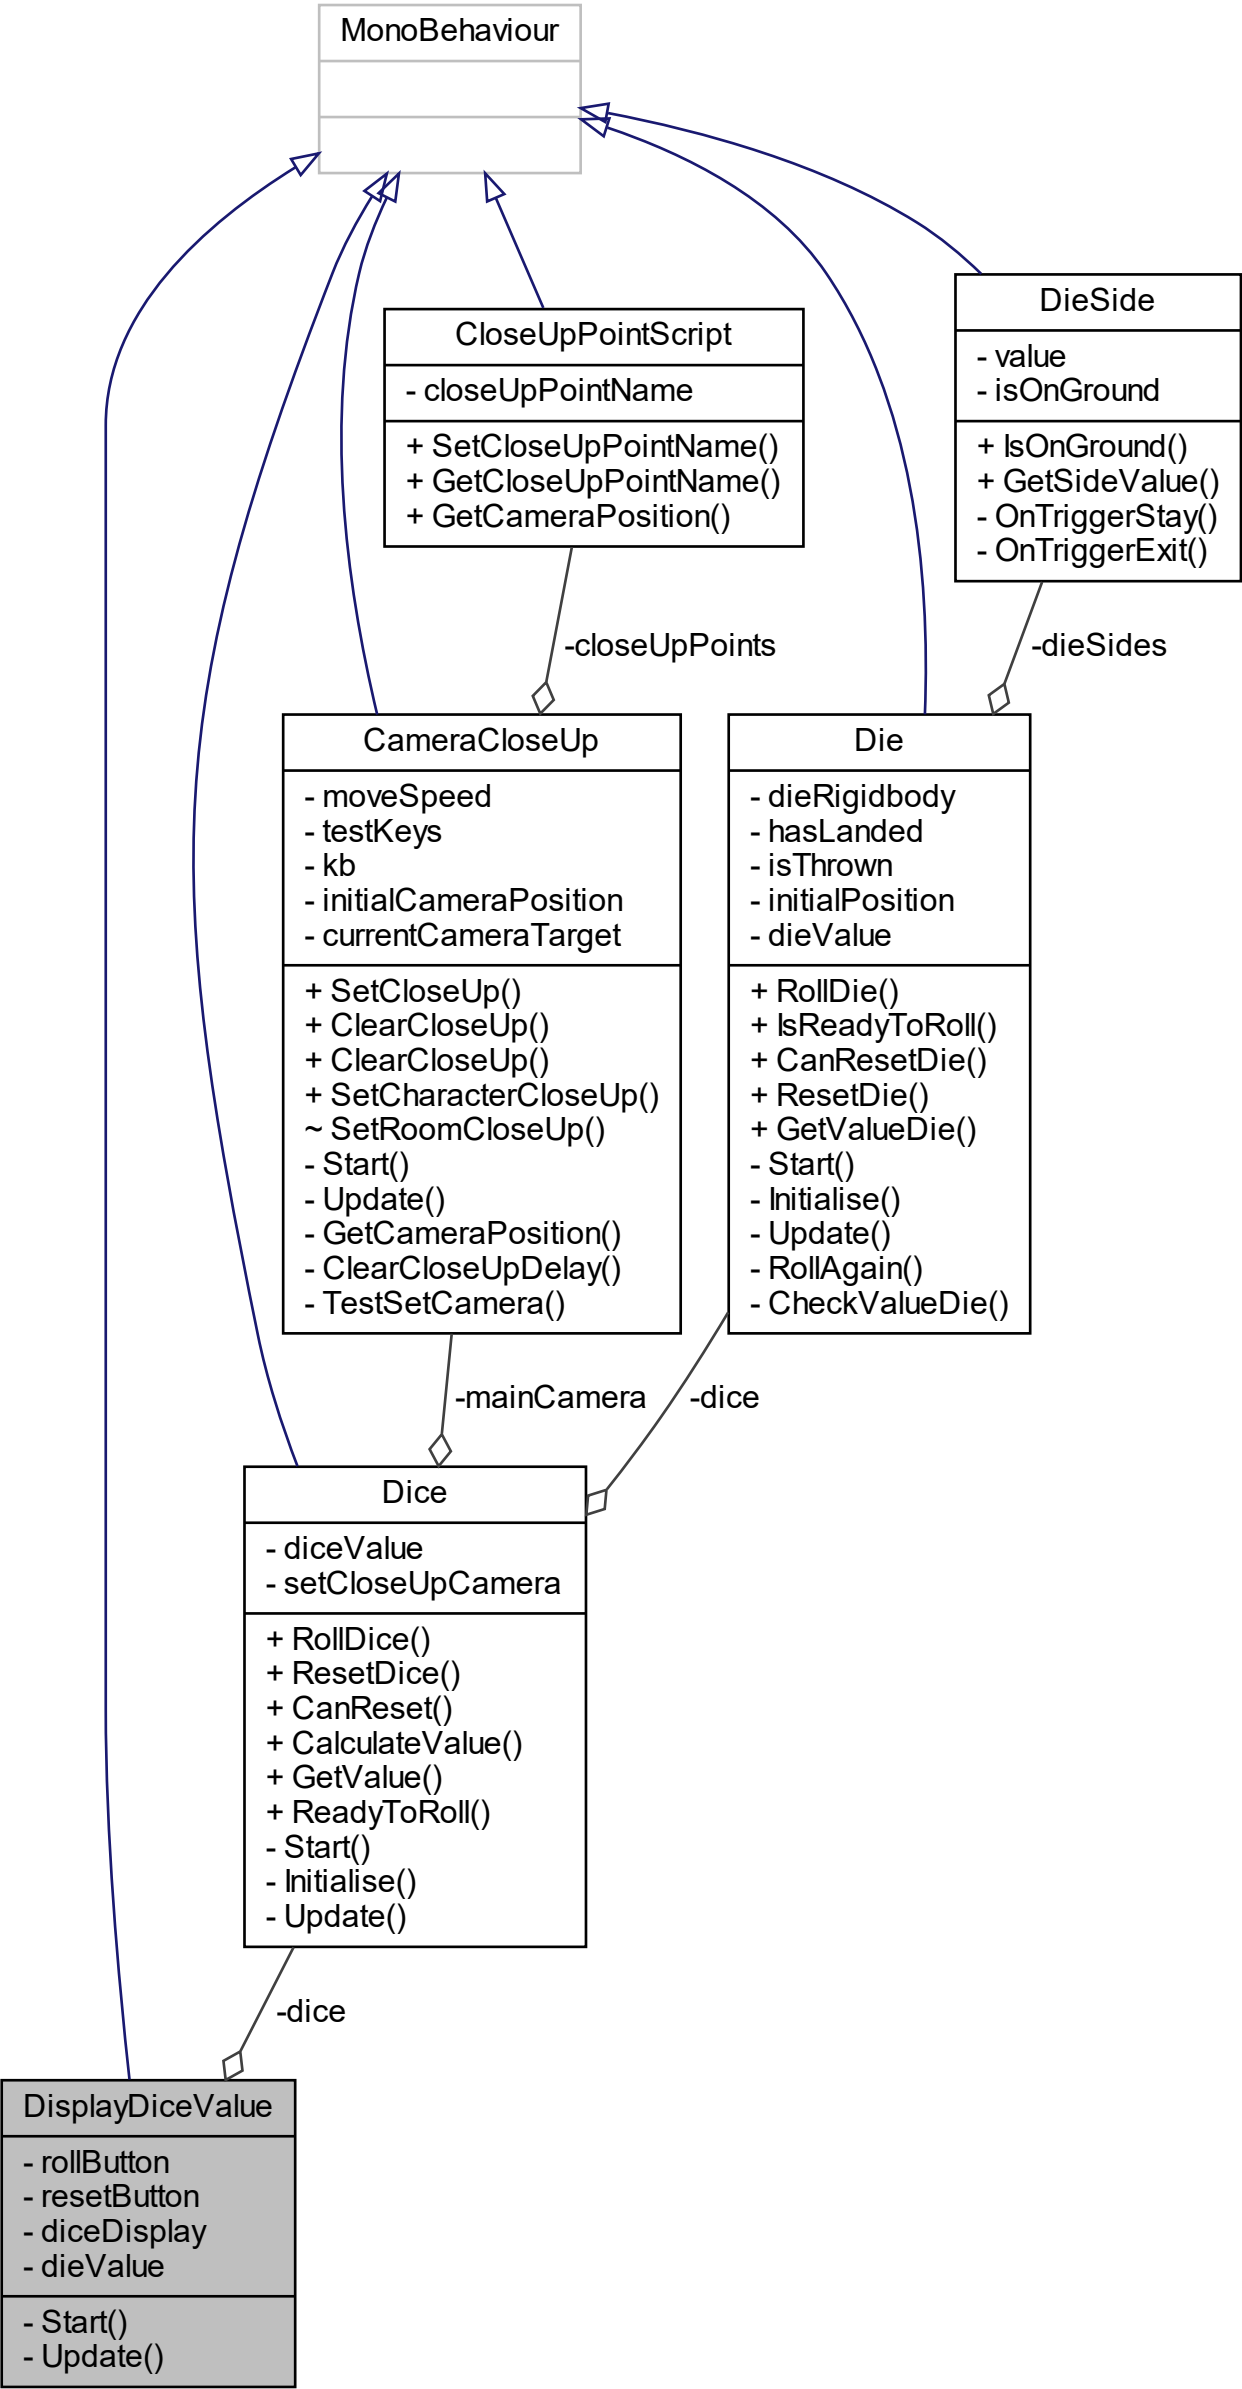 MonoBehaviour
CloseUpPointScript
- closeUpPointName
+ SetCloseUpPointName()
+ GetCloseUpPointName()
+ GetCameraPosition()
DieSide
- value
- isOnGround
+ IsOnGround()
+ GetSideValue()
- OnTriggerStay()
- OnTriggerExit()
-closeUpPoints
-dieSides
CameraCloseUp
- moveSpeed
- testKeys
- kb
- initialCameraPosition
- currentCameraTarget
+ SetCloseUp()
+ ClearCloseUp()
+ ClearCloseUp()
+ SetCharacterCloseUp()
~ SetRoomCloseUp()
- Start()
- Update()
- GetCameraPosition()
- ClearCloseUpDelay()
- TestSetCamera()
Die
- dieRigidbody
- hasLanded
- isThrown
- initialPosition
- dieValue
+ RollDie()
+ IsReadyToRoll()
+ CanResetDie()
+ ResetDie()
+ GetValueDie()
- Start()
- Initialise()
- Update()
- RollAgain()
- CheckValueDie()
-mainCamera
-dice
Dice
- diceValue
- setCloseUpCamera
+ RollDice()
+ ResetDice()
+ CanReset()
+ CalculateValue()
+ GetValue()
+ ReadyToRoll()
- Start()
- Initialise()
- Update()
-dice
DisplayDiceValue
- rollButton
- resetButton
- diceDisplay
- dieValue
- Start()
- Update()